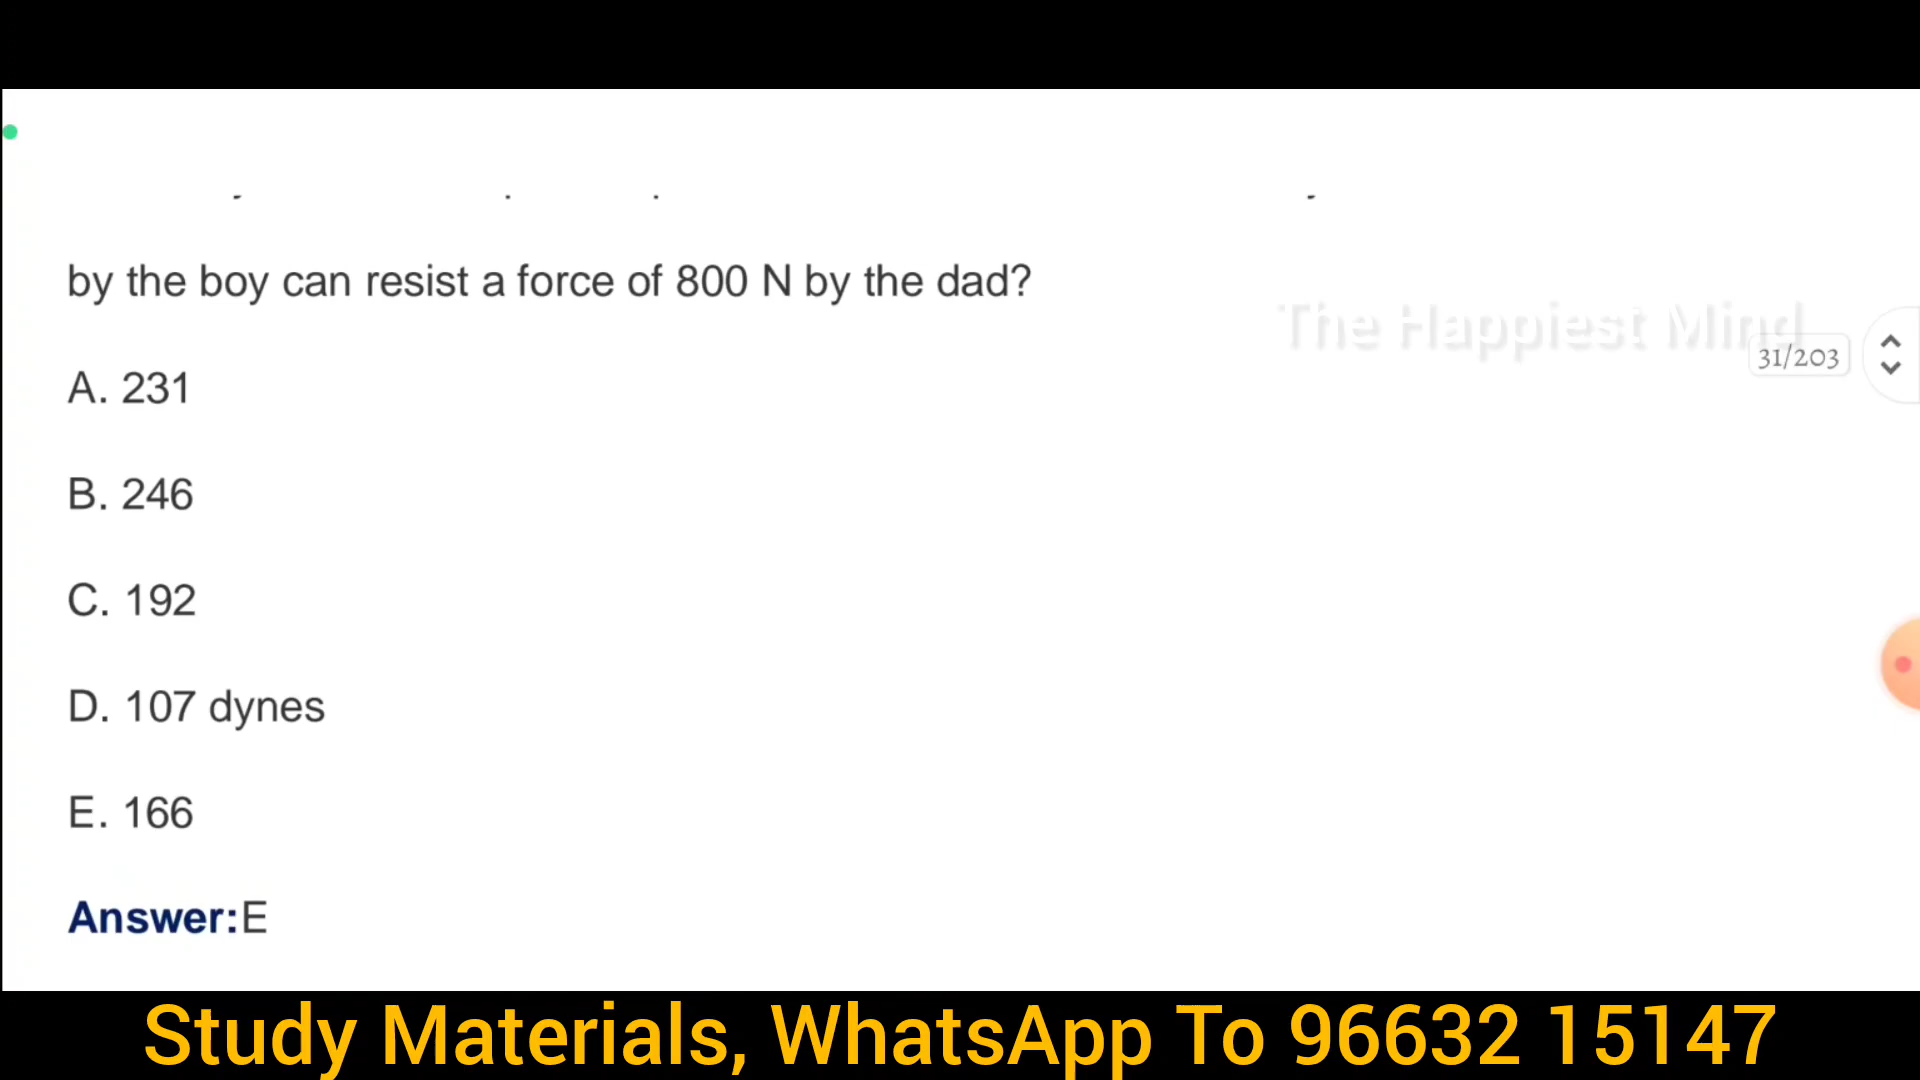 by the boy can resist a force of 800 N by the dad?
The Happiest Mind
31/203
A. 231
B. 246
C. 192
D. 107 dynes
E. 166
Answer:E
Study Materials, WhatsApp To 96632 15147